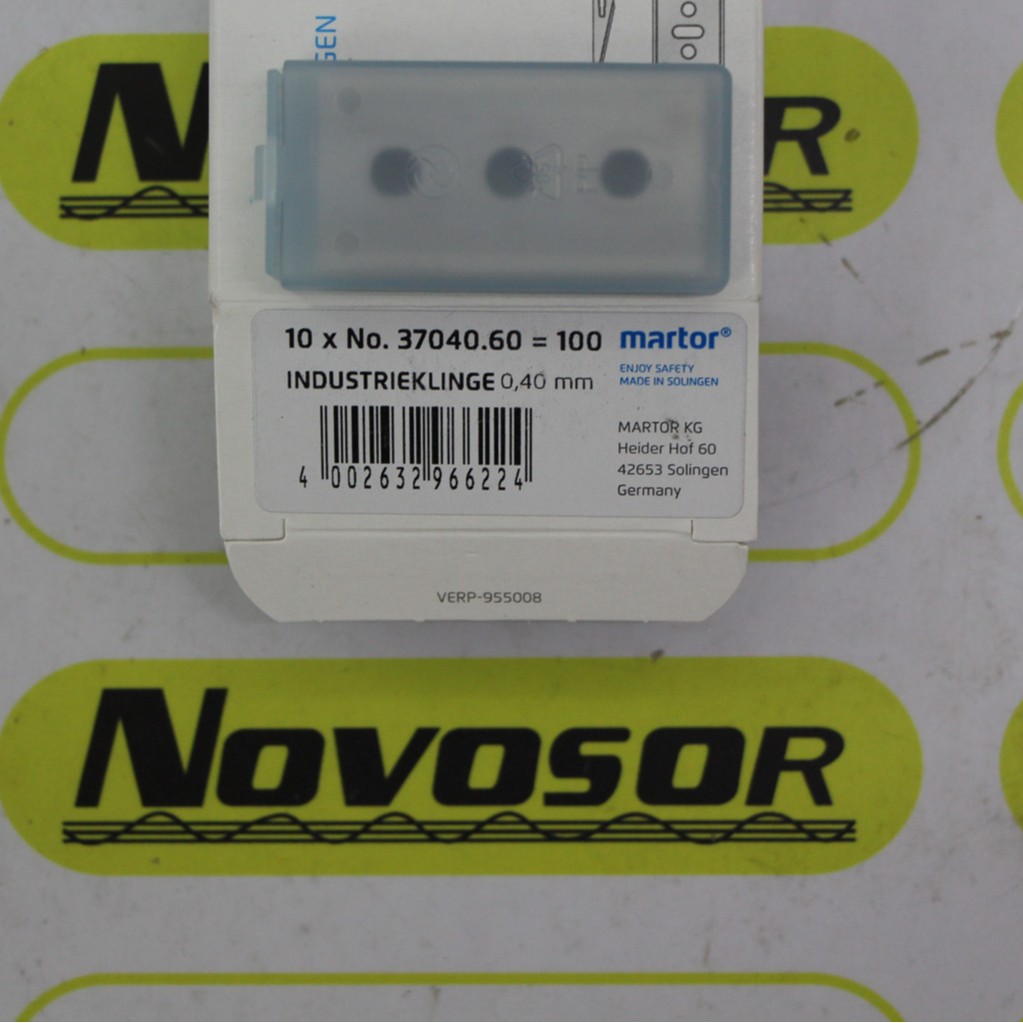 GEN
N
R
10 x No. 37040.60 = 100
martor®
INDUSTRIEKLINGE 0,40 mm
ENJOY SAFETY
MADE IN SOLINGEN
4 002632 966224
MARTOR KG
Heider Hof 60
42653 Solingen
Germany
VERP-955008
NOVOSOR